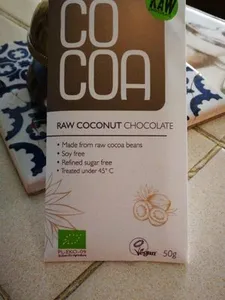 RAW
CO
COA
RAW COCONUT CHOCOLATE
• Made from raw cocoa beans
• Soy free
• Refined sugar free
• Treated under 45° C
Vegan
50g